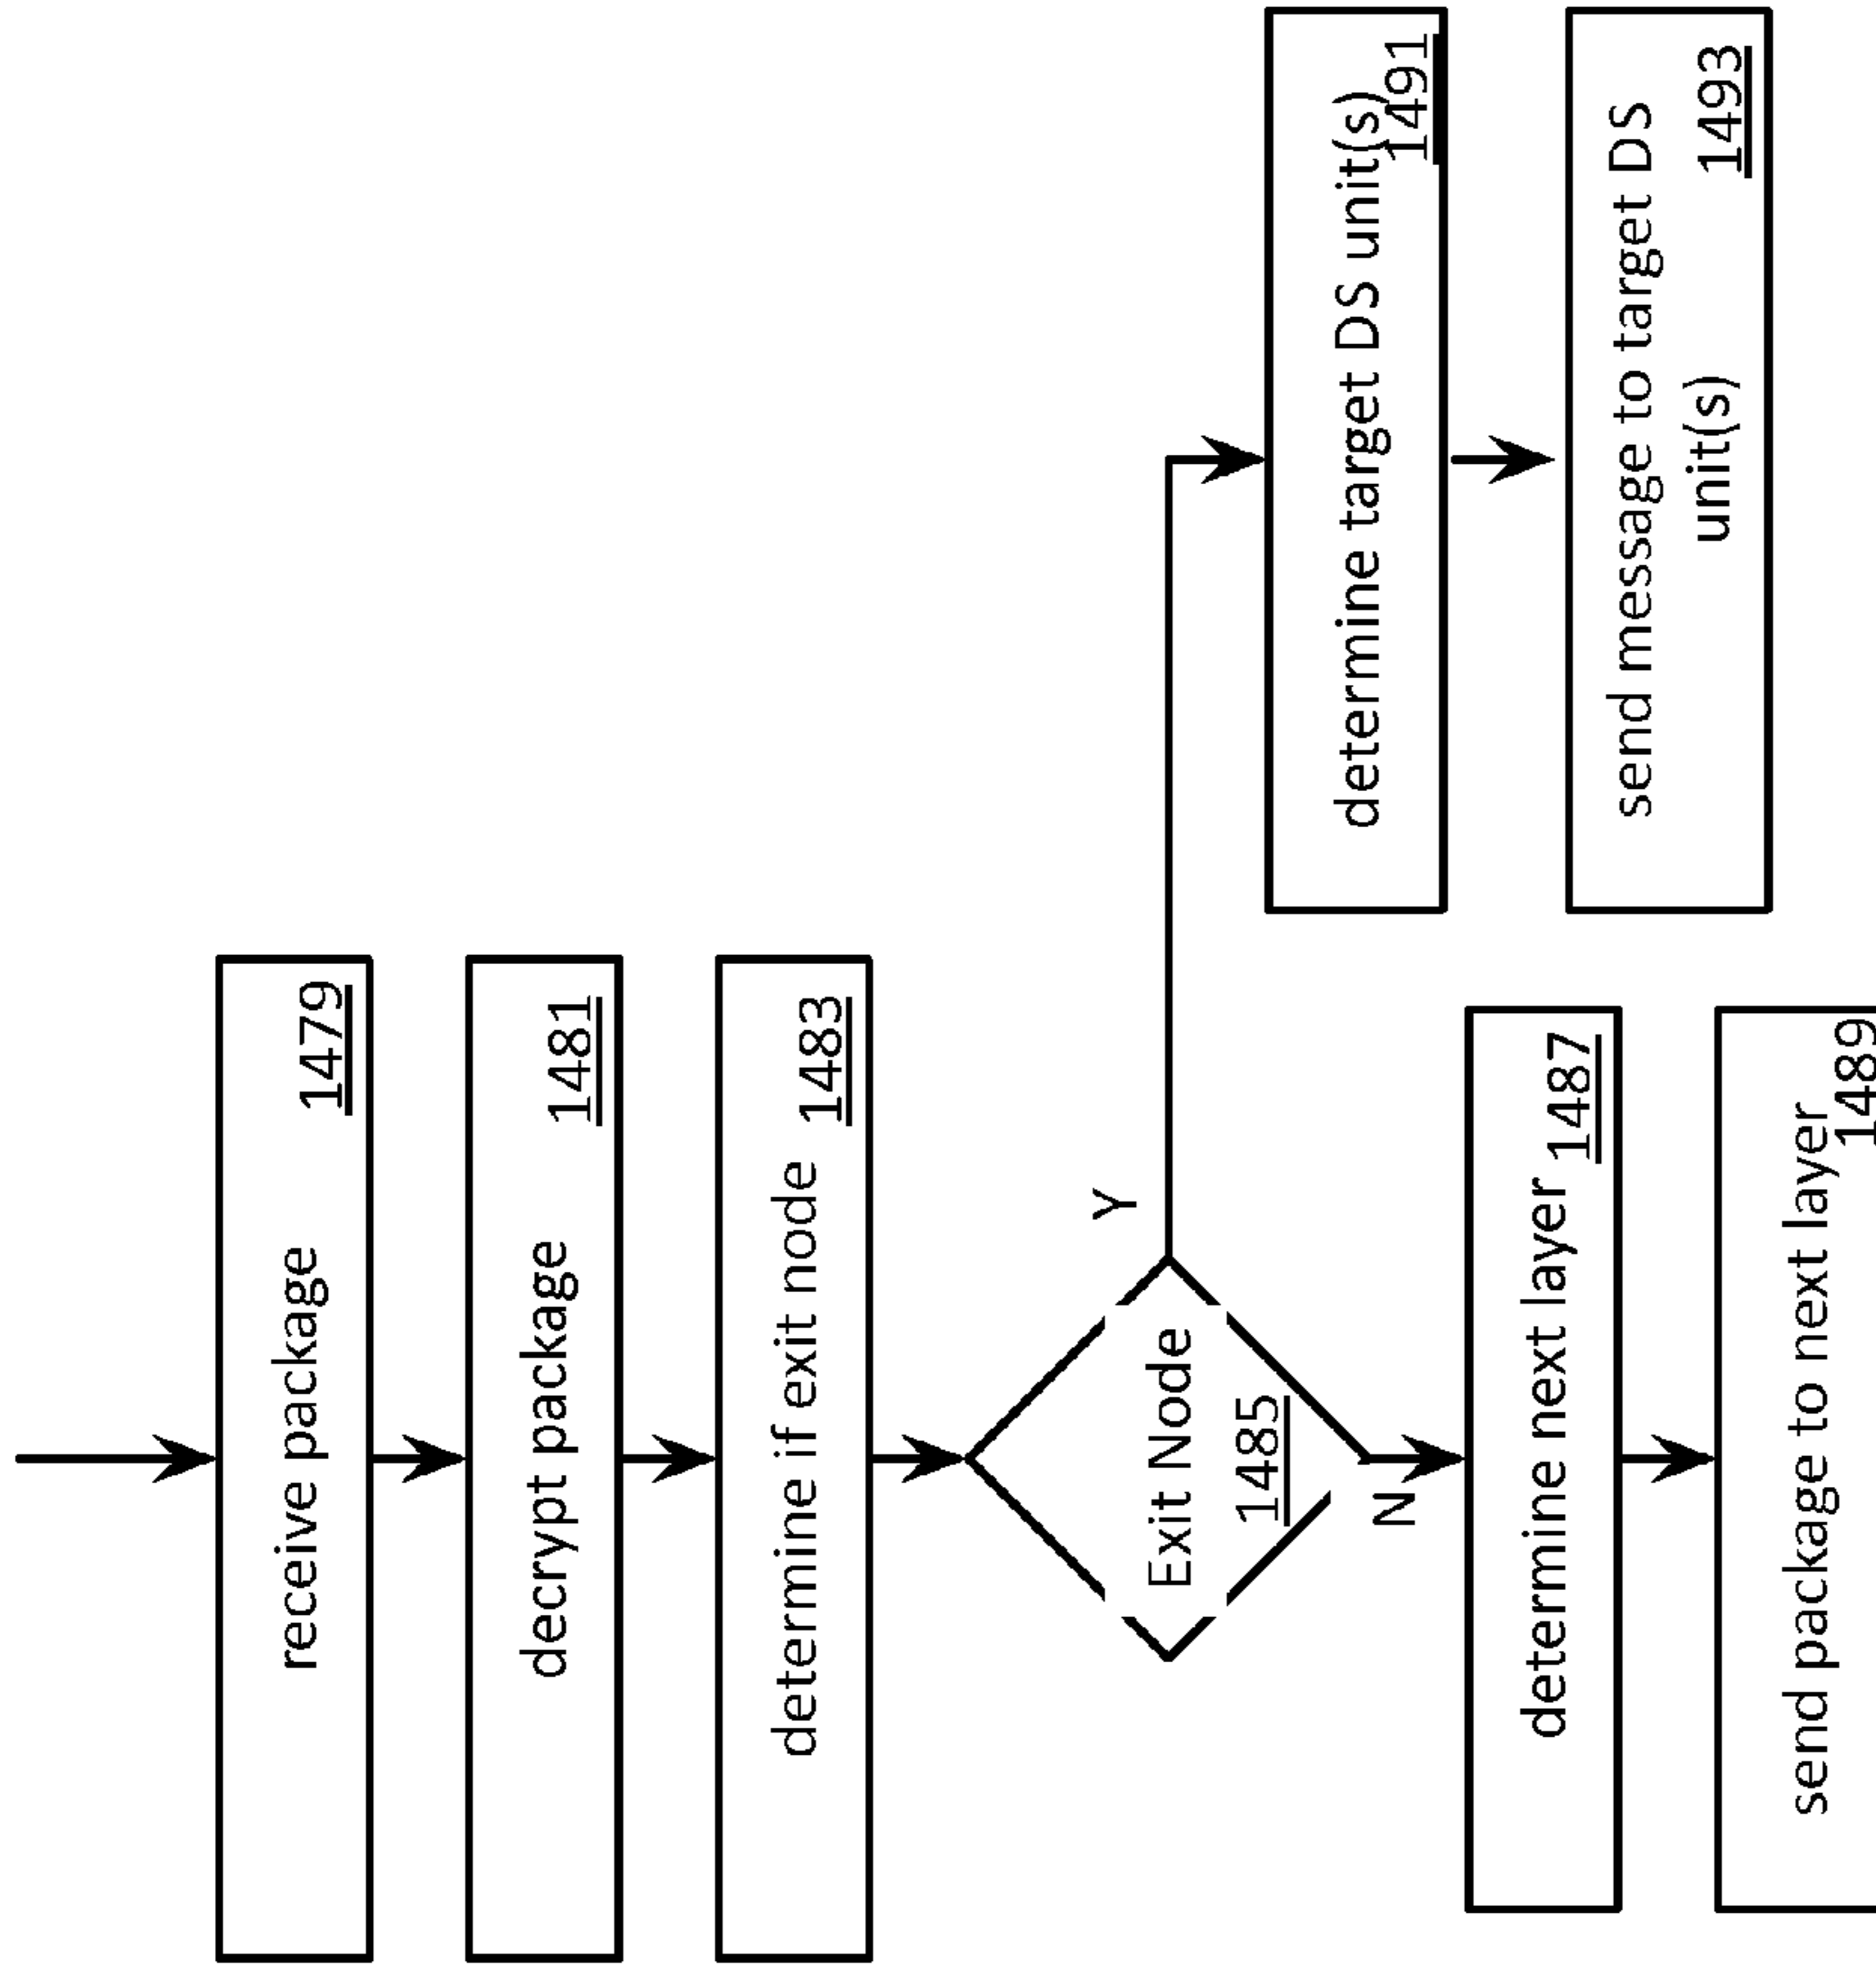 receive package
1479
decrypt package
1481
determine if exit node
1483
Exit Node
1485
Y
N
determine next layer
1487
send package to next layer
1489
determine target DS unit(s)
1491
send message to target DS
unit(s)
1493